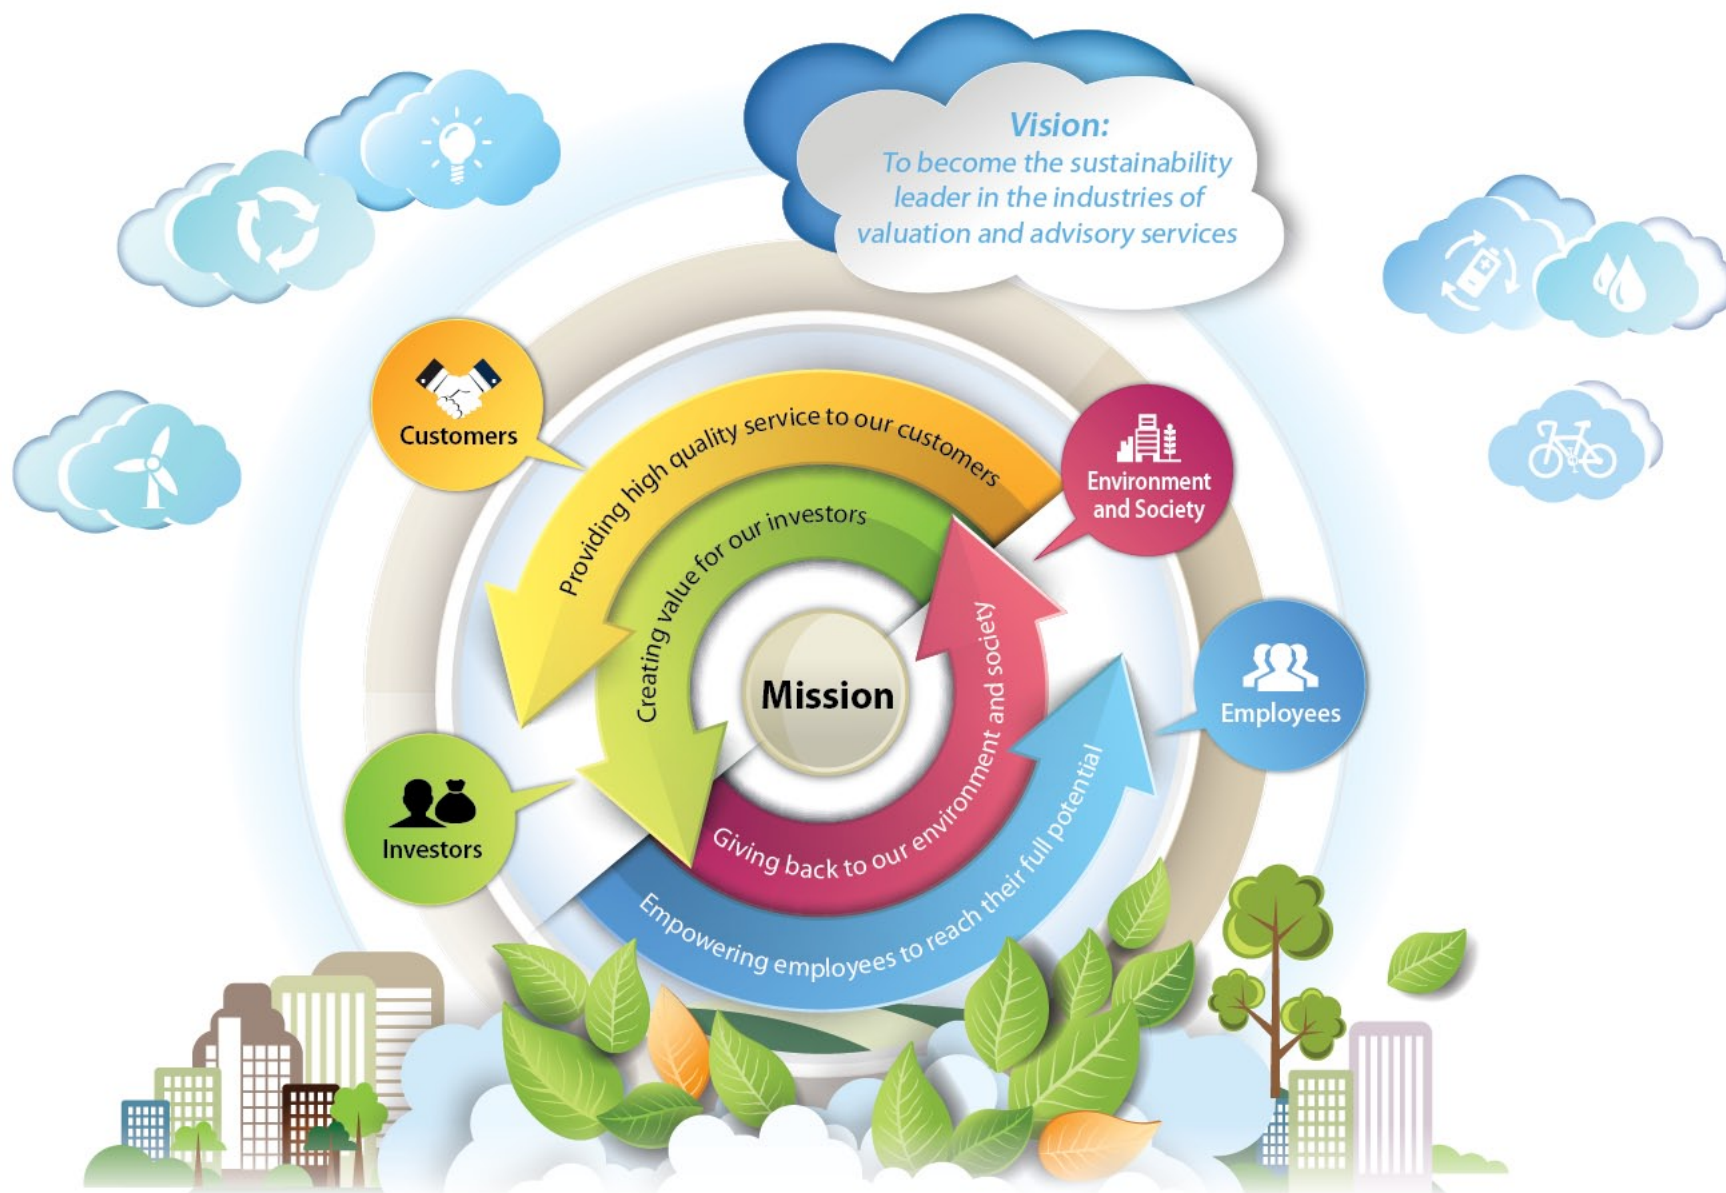 Vision:
To become the sustainability
leader in the industries of
valuation and advisory services
Customers
Providing high quality service to our customers
Environment
and Society
Creating value for our investors
Mission
Giving back to our environment and society
Employees
Investors
Empowering employees to reach their full potential